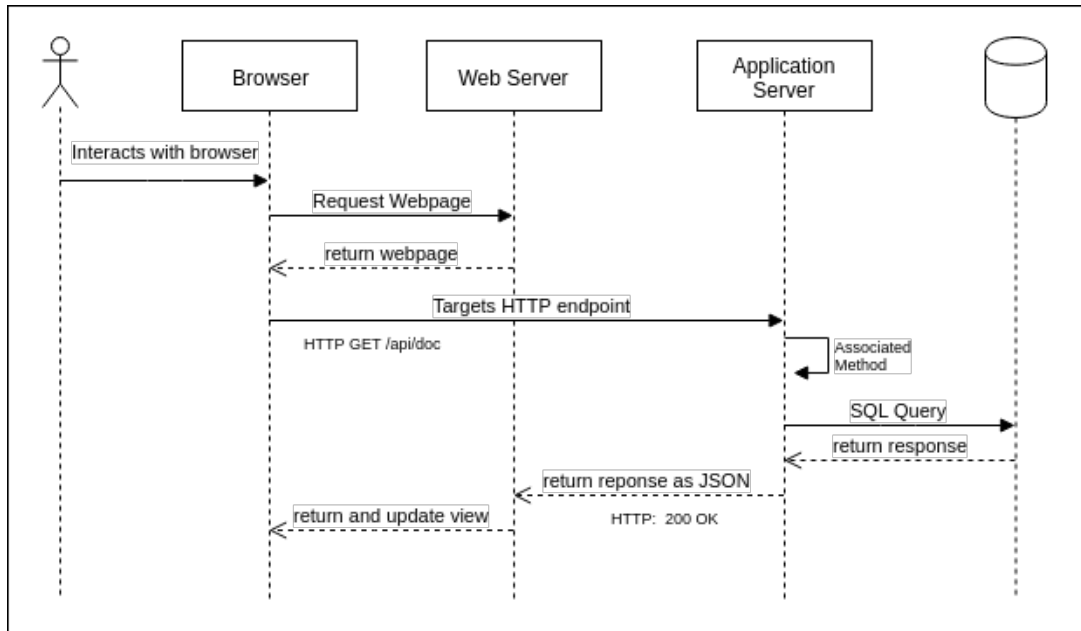 Browser
Web Server
Application
Server
Interacts with browser
Request Webpage
return webpage
Targets HTTP endpoint
HTTP GET /api/doc
Associated
Method
SQL Query
return response
return reponse as JSON
return and update view
HTTP: 200 OK